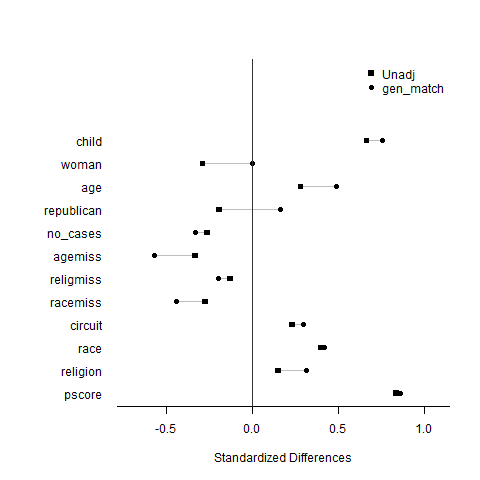 Unadj
gen_match
child
woman
age
republican
no_cases
agemiss
religmiss
racemiss
circuit
race
religion
pscore
-0.5 0.0 0.5 1.0
Standardized Differences